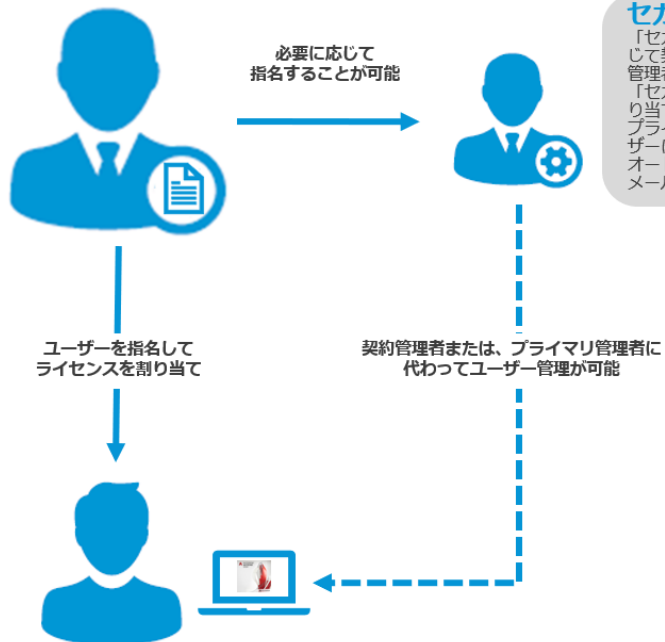 必要に応じて
指名することが可能
セカ
「セカ
じて契
管理者
「セカ
り当て
プライ
ザーに
オー
メール
ユーザーを指名して
ライセンスを割り当て
契約管理者または、プライマリ管理者に
代わってユーザー管理が可能